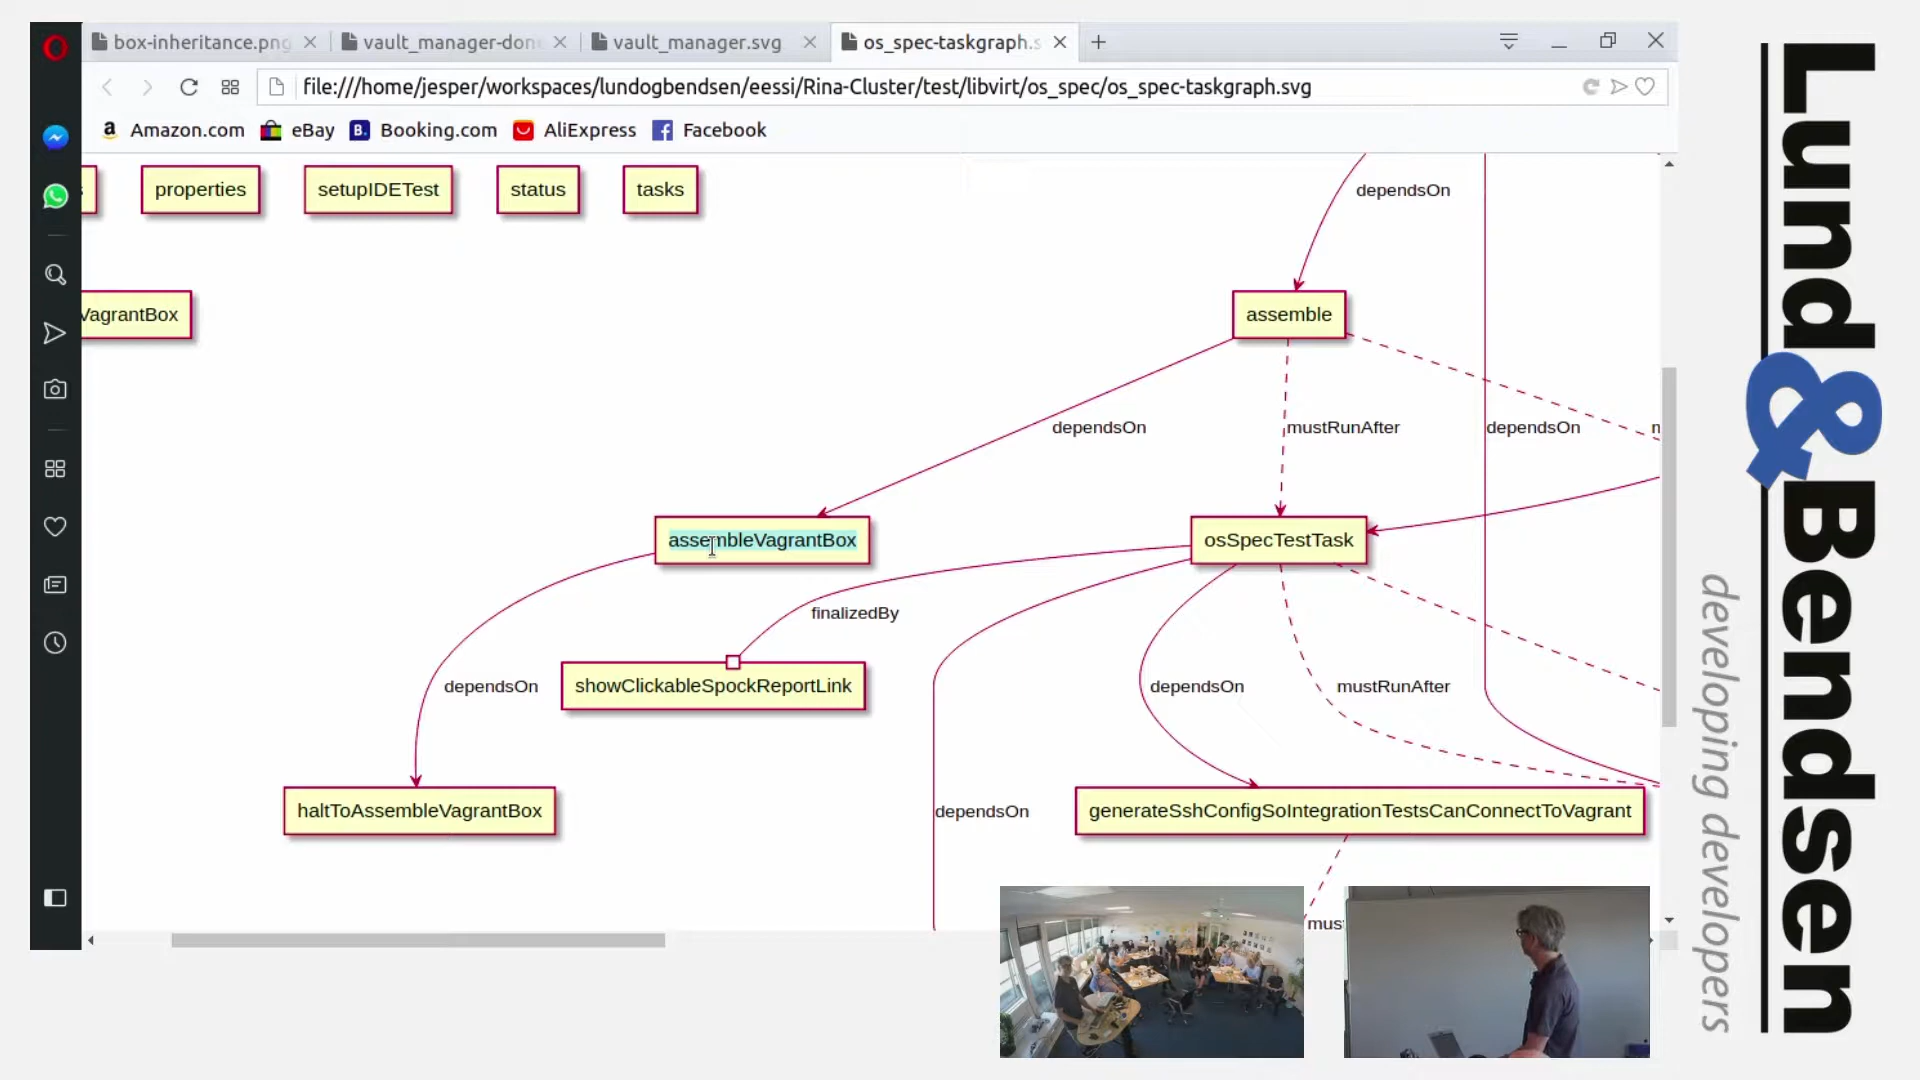 box-inheritance.png
vault_manager-don
vault_manager.svg
os_spec-taskgraph.s
file:///home/jesper/workspaces/lundogbendsen/eessi/Rina-Cluster/test/libvirt/os_spec/os_spec-taskgraph.svg
a Amazon.com
eBay
B. Booking.com
AliExpress
f Facebook
s
properties
setupIDETest
status
tasks
dependsOn
VagrantBox
assemble
dependsOn
mustRunAfter
dependsOn
assembleVagrantBox
osSpecTestTask
finalizedBy
dependsOn
showClickableSpockReportLink
dependsOn
mustRunAfter
haltToAssembleVagrantBox
dependsOn
generateSshConfigSoIntegrationTestsCanConnectToVagrant
must
Lund&Bendsen
developing developers